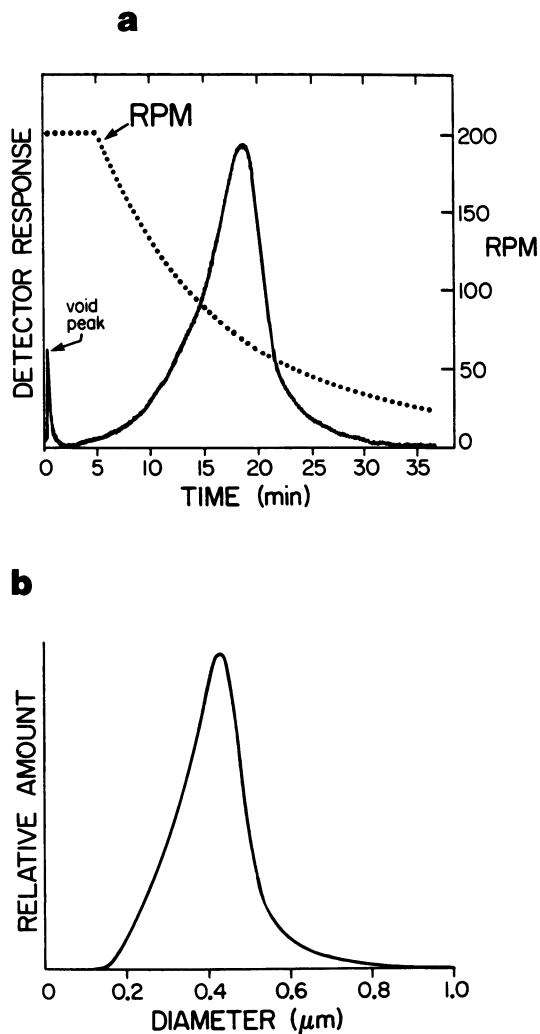 a
RPM
200
150
RPM
100
50
0
DETECTOR RESPONSE
void
peak
0 5 10 15 20 25 30 35
TIME (min)
b
RELATIVE AMOUNT
0 0.2 0.4 0.6 0.8 1.0
DIAMETER (μm)